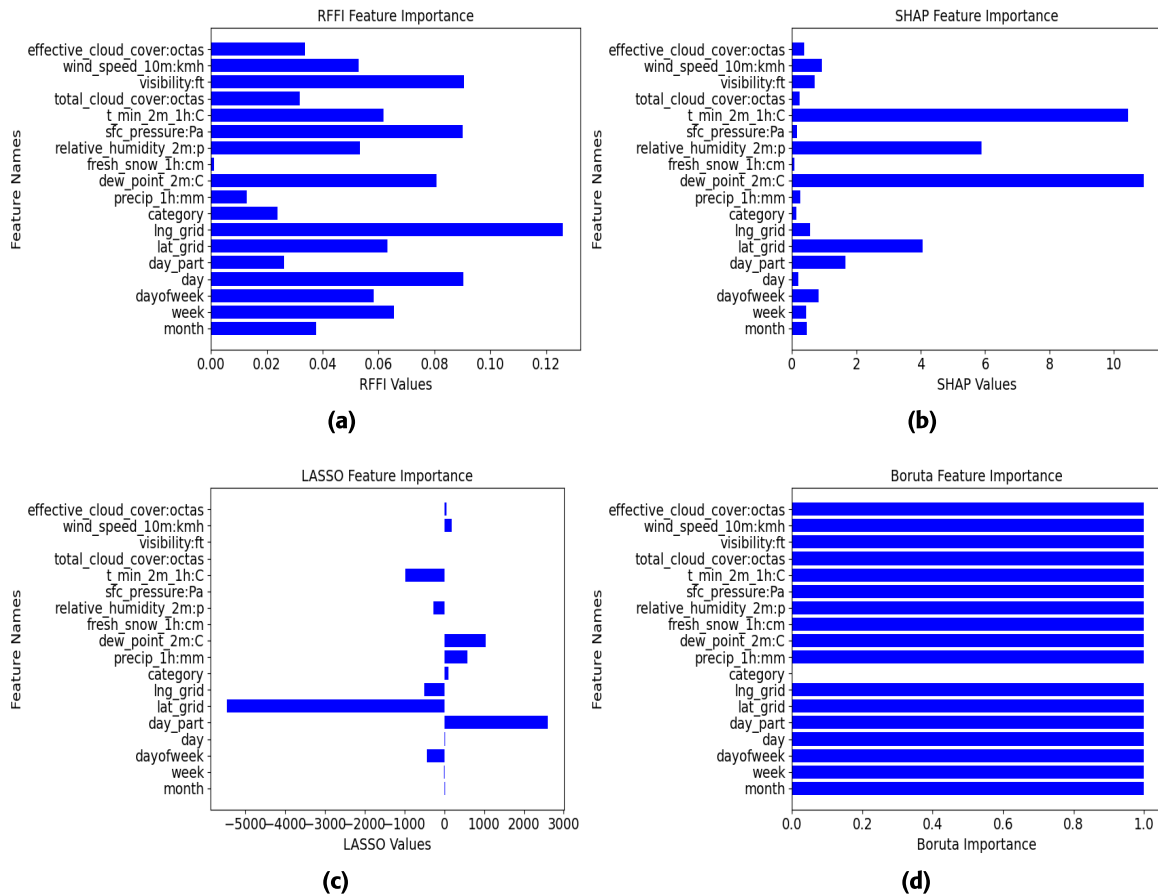 RFFI Feature Importance
Feature Names
effective_cloud_cover:octas
wind_speed_10m:kmh
visibility:ft
total_cloud_cover:octas
t_min_2m_1h:C
sfc_pressure:Pa
relative_humidity_2m:p
fresh_snow_1h:cm
dew_point_2m:C
precip_1h:mm
category
lng_grid
lat_grid
day_part
day
dayofweek
week
month
0.00 0.02 0.04 0.06 0.08 0.10 0.12
RFFI Values
(a)
SHAP Feature Importance
Feature Names
effective_cloud_cover:octas
wind_speed_10m:kmh
visibility:ft
total_cloud_cover:octas
t_min_2m_1h:C
sfc_pressure:Pa
relative_humidity_2m:p
fresh_snow_1h:cm
dew_point_2m:C
precip_1h:mm
category
lng_grid
lat_grid
day_part
day
dayofweek
week
month
0 2 4 6 8 10
SHAP Values
(b)
LASSO Feature Importance
Feature Names
effective_cloud_cover:octas
wind_speed_10m:kmh
visibility:ft
total_cloud_cover:octas
t_min_2m_1h:C
sfc_pressure:Pa
relative_humidity_2m:p
fresh_snow_1h:cm
dew_point_2m:C
precip_1h:mm
category
lng_grid
lat_grid
day_part
day
dayofweek
week
month
−5000 −4000 −3000 −2000 −1000 0 1000 2000 3000
LASSO Values
(c)
Boruta Feature Importance
Feature Names
effective_cloud_cover:octas
wind_speed_10m:kmh
visibility:ft
total_cloud_cover:octas
t_min_2m_1h:C
sfc_pressure:Pa
relative_humidity_2m:p
fresh_snow_1h:cm
dew_point_2m:C
precip_1h:mm
category
lng_grid
lat_grid
day_part
day
dayofweek
week
month
0.0 0.2 0.4 0.6 0.8 1.0
Boruta Importance
(d)